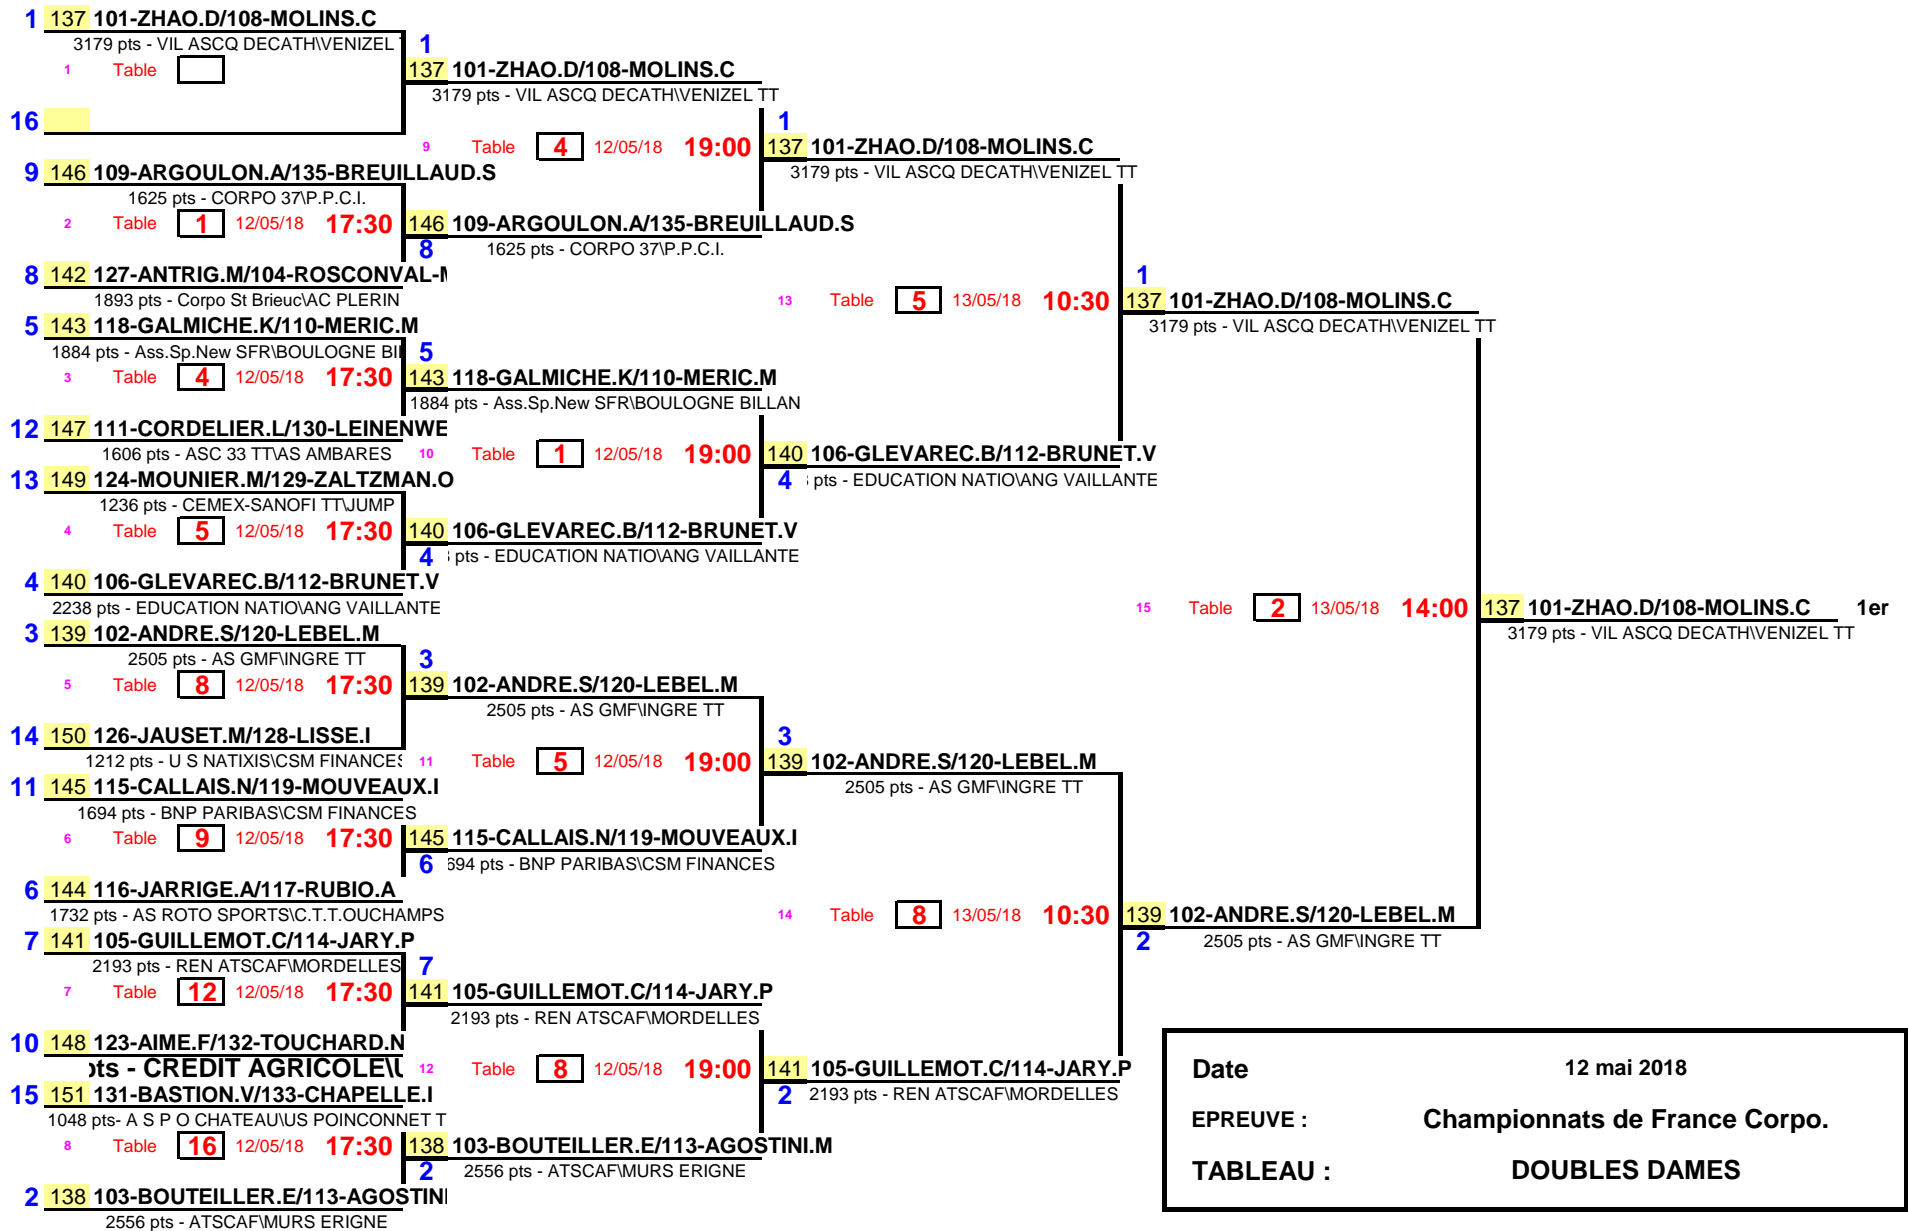 1 137 101-ZHAO.D/108-MOLINS.C
3179 pts - VIL ASCQ DECATH\VENIZEL T
1 Table
16
9 146 109-ARGOULON.A/135-BREUILLAUD.S
1625 pts - CORPO 37\P.P.C.I.
2 Table 1 12/05/18 17:30
8 142 127-ANTRIG.M/104-ROSCONVAL-
1893 pts - Corpo St Brieuc\AC PLERIN
5 143 118-GALMICHE.K/110-MERIC.M
1884 pts - Ass.Sp.New SFR\BOULOGNE BI
3 Table 4 12/05/18 17:30
12 147 111-CORDELIER.L/130-LEINENWE
1606 pts - ASC 33 TT\AS AMBARES
13 149 124-MOUNIER.M/129-ZALTZMAN.O
1236 pts - CEMEX-SANOFI TT\JUMP
4 Table 5 12/05/18 17:30
4 140 106-GLEVAREC.B/112-BRUNET.V
2238 pts - EDUCATION NATIO\ANG VAILLANTE
3 139 102-ANDRE.S/120-LEBEL.M
2505 pts - AS GMF\INGRE TT
5 Table 8 12/05/18 17:30
14 150 126-JAUSET.M/128-LISSE.I
1212 pts - U S NATIXIS\CSM FINANCES
11 145 115-CALLAIS.N/119-MOUVEAUX.I
1694 pts - BNP PARIBAS\CSM FINANCES
6 Table 9 12/05/18 17:30
6 144 116-JARRIGE.A/117-RUBIO.A
1732 pts - AS ROTO SPORTS\C.T.T.OUCHAMPS
7 141 105-GUILLEMOT.C/114-JARY.P
2193 pts - REN ATSCAF\MORDELLES
7 Table 12 12/05/18 17:30
10 148 123-AIME.F/132-TOUCHARD.N
pts - CREDIT AGRICOLE\
15 151 131-BASTION.V/133-CHAPELLE.I
1048 pts- A S P O CHATEAU\US POINCONNET T
8 Table 16 12/05/18 17:30
2 138 103-BOUTEILLER.E/113-AGOSTINI
2556 pts - ATSCAF\MURS ERIGNE
1
137 101-ZHAO.D/108-MOLINS.C
3179 pts - VIL ASCQ DECATH\VENIZEL TT
9 Table 4 12/05/18 19:00
146 109-ARGOULON.A/135-BREUILLAUD.S
8 1625 pts - CORPO 37\P.P.C.I.
5
143 118-GALMICHE.K/110-MERIC.M
1884 pts - Ass.Sp.New SFR\BOULOGNE BILLAN
10 Table 1 12/05/18 19:00
140 106-GLEVAREC.B/112-BRUNET.V
4 pts - EDUCATION NATIO\ANG VAILLANTE
3
139 102-ANDRE.S/120-LEBEL.M
2505 pts - AS GMF\INGRE TT
11 Table 5 12/05/18 19:00
145 115-CALLAIS.N/119-MOUVEAUX.I
6 694 pts - BNP PARIBAS\CSM FINANCES
7
141 105-GUILLEMOT.C/114-JARY.P
2193 pts - REN ATSCAF\MORDELLES
12 Table 8 12/05/18 19:00
138 103-BOUTEILLER.E/113-AGOSTINI.M
2 2556 pts - ATSCAF\MURS ERIGNE
1
137 101-ZHAO.D/108-MOLINS.C
3179 pts - VIL ASCQ DECATH\VENIZEL TT
13 Table 5 13/05/18 10:30
140 106-GLEVAREC.B/112-BRUNET.V
4 pts - EDUCATION NATIO\ANG VAILLANTE
3
139 102-ANDRE.S/120-LEBEL.M
2505 pts - AS GMF\INGRE TT
14 Table 8 13/05/18 10:30
141 105-GUILLEMOT.C/114-JARY.P
2 2193 pts - REN ATSCAF\MORDELLES
1
137 101-ZHAO.D/108-MOLINS.C
3179 pts - VIL ASCQ DECATH\VENIZEL TT
15 Table 2 13/05/18 14:00
139 102-ANDRE.S/120-LEBEL.M
2 2505 pts - AS GMF\INGRE TT
137 101-ZHAO.D/108-MOLINS.C 1er
3179 pts - VIL ASCQ DECATH\VENIZEL TT
Date 12 mai 2018
EPREUVE : Championnats de France Corpo.
TABLEAU : DOUBLES DAMES